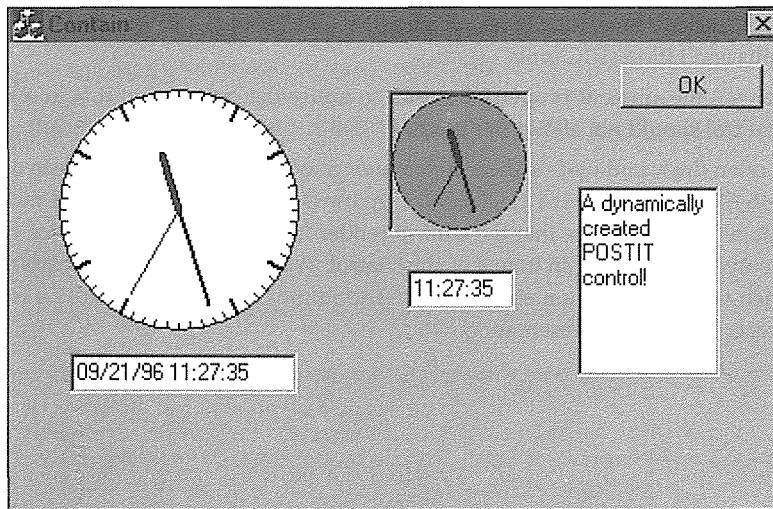 Contain
OK
A dynamically
created
POSTIT
control!
11:27:35
09/21/96 11:27:35